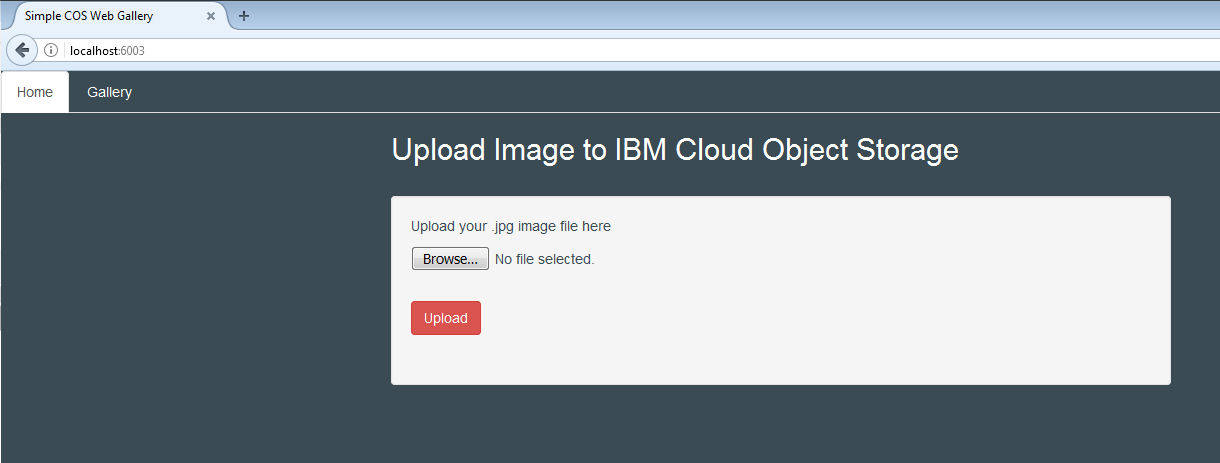 Simple COS Web Gallery
localhost:6003
Home Gallery
Upload Image to IBM Cloud Object Storage
Upload your .jpg image file here
Browse... No file selected.
Upload